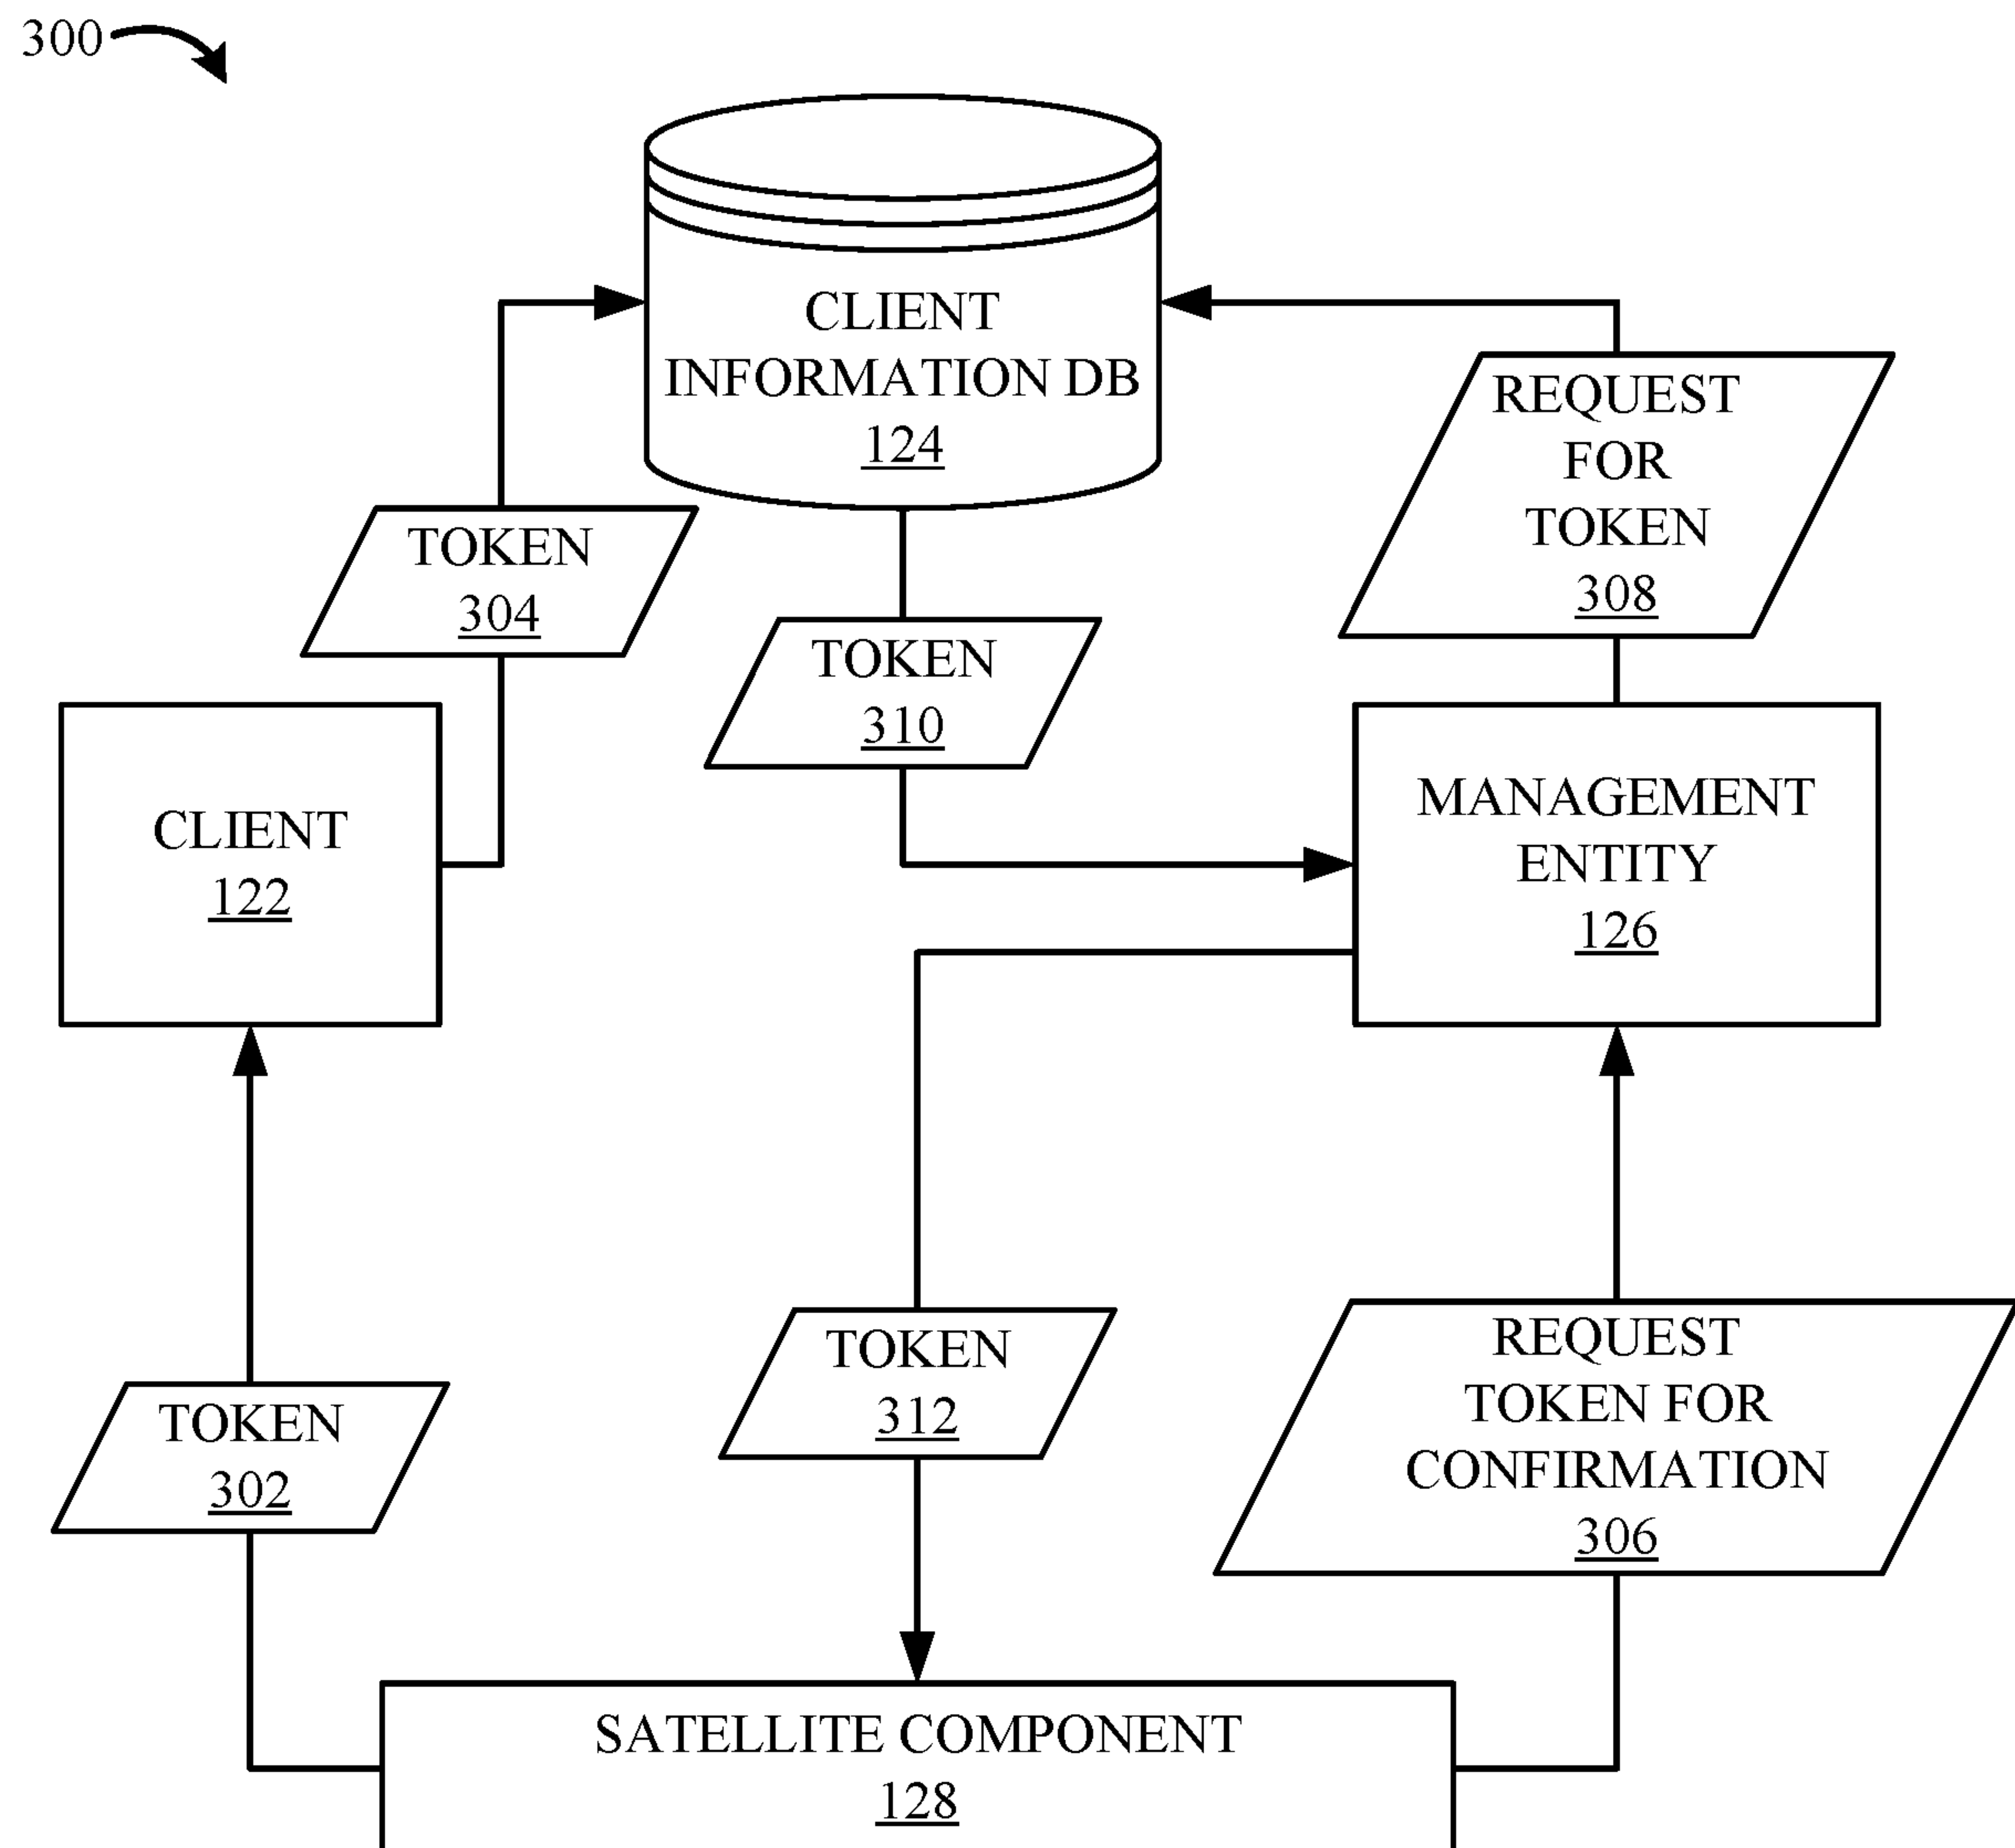 300
CLIENT
INFORMATION DB
124
REQUEST
FOR
TOKEN
308
TOKEN
304
TOKEN
310
CLIENT
122
MANAGEMENT
ENTITY
126
TOKEN
302
TOKEN
312
REQUEST
TOKEN FOR
CONFIRMATION
306
SATELLITE COMPONENT
128